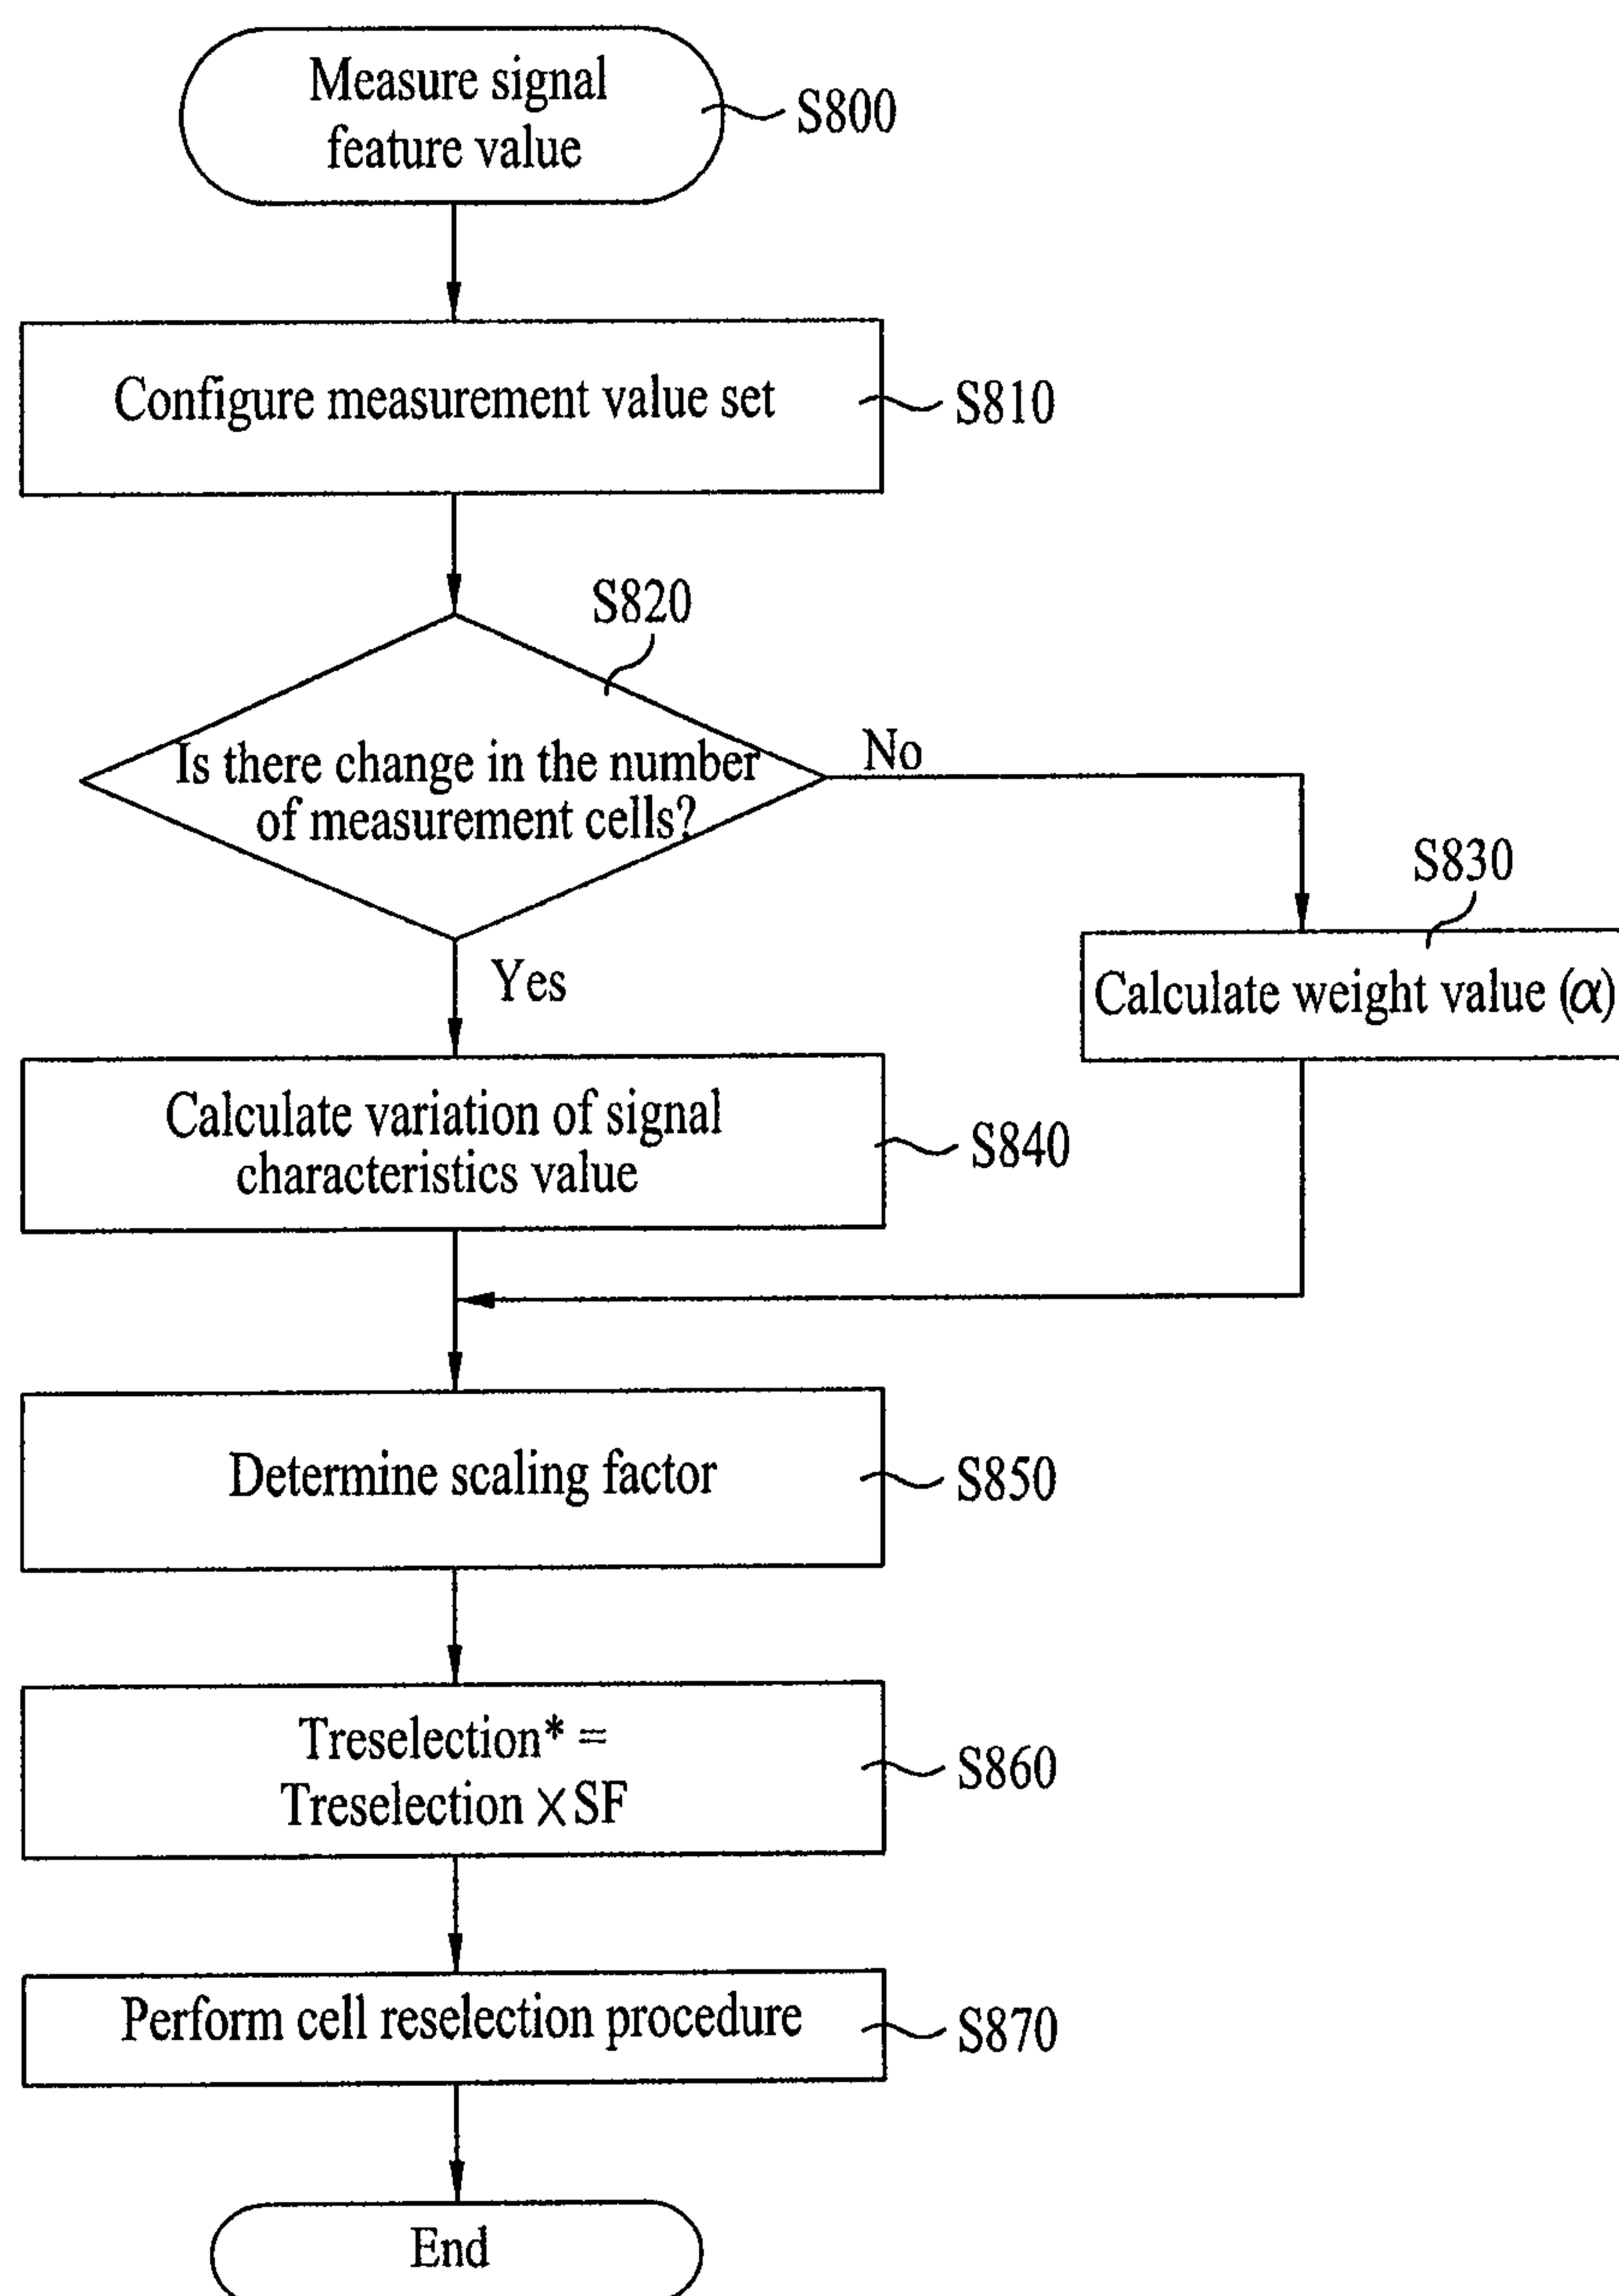 Measure signal
feature value
S800
Configure measurement value set
S810
S820
Is there change in the number
of measurement cells?
No
S830
Calculate weight value (α)
Yes
Calculate variation of signal
characteristics value
S840
Determine scaling factor
S850
Treselection* =
Treselection × SF
S860
Perform cell reselection procedure
S870
End